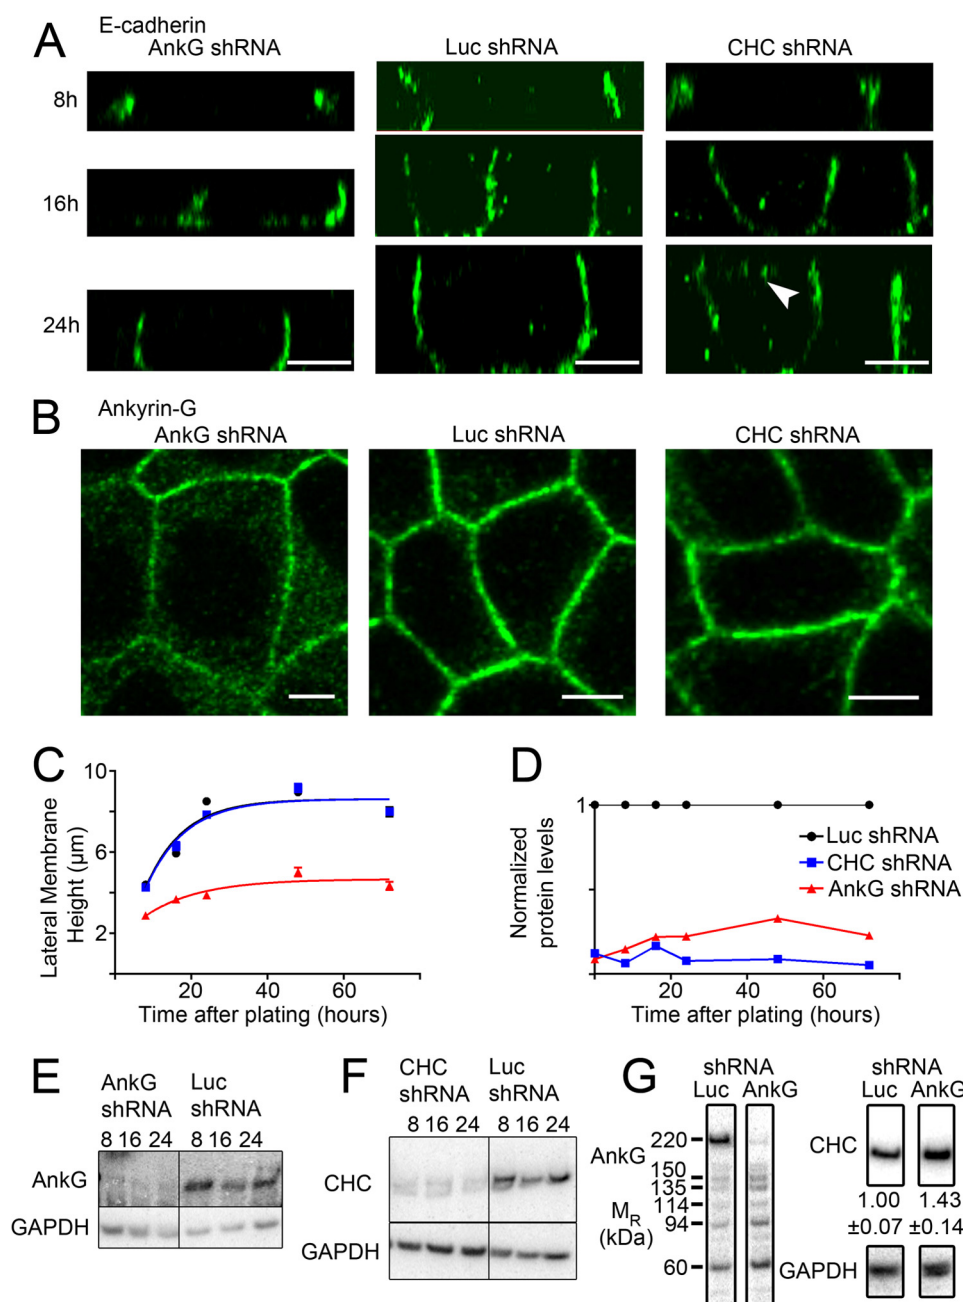 A
E-cadherin
AnkG shRNA
Luc shRNA
CHC shRNA
8h
16h
24h
B
Ankyrin-G
AnkG shRNA
Luc shRNA
CHC shRNA
C
10
6
2
Lateral Membrane
Height (µm)
20 40 60
Time after plating (hours)
D
1
Normalized
protein levels
Luc shRNA
CHC shRNA
AnkG shRNA
20 40 60
Time after plating (hours)
E
AnkG
shRNA
Luc
shRNA
8 16 24 8 16 24
AnkG
GAPDH
F
CHC
shRNA
Luc
shRNA
8 16 24 8 16 24
CHC
GAPDH
G
shRNA
Luc AnkG
AnkG
220
150
135
114
94
60
MR
(kDa)
shRNA
Luc AnkG
CHC
1.00 1.43
±0.07 ±0.14
GAPDH